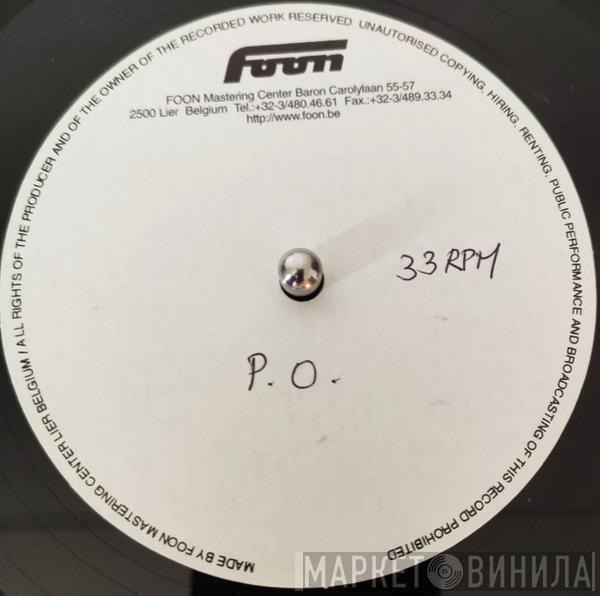 Foon
FOON Mastering Center Baron Carolylaan 55-57
2500 Lier Belgium Tel.:+32-3/480.46.61 Fax.:+32-3/489.33.34
http://www.foon.be
33 RPM
P. O.
MADE BY FOON MASTERING CENTER LIER BELGIUM / ALL RIGHTS OF THE PRODUCER AND OF THE OWNER OF THE RECORDED WORK RESERVED UNAUTORISED COPYING, HIRING, RENTING, PUBLIC PERFORMANCE AND BROADCASTING OF THIS RECORD PROHIBITED
МАРКЕТ ВИНИЛА